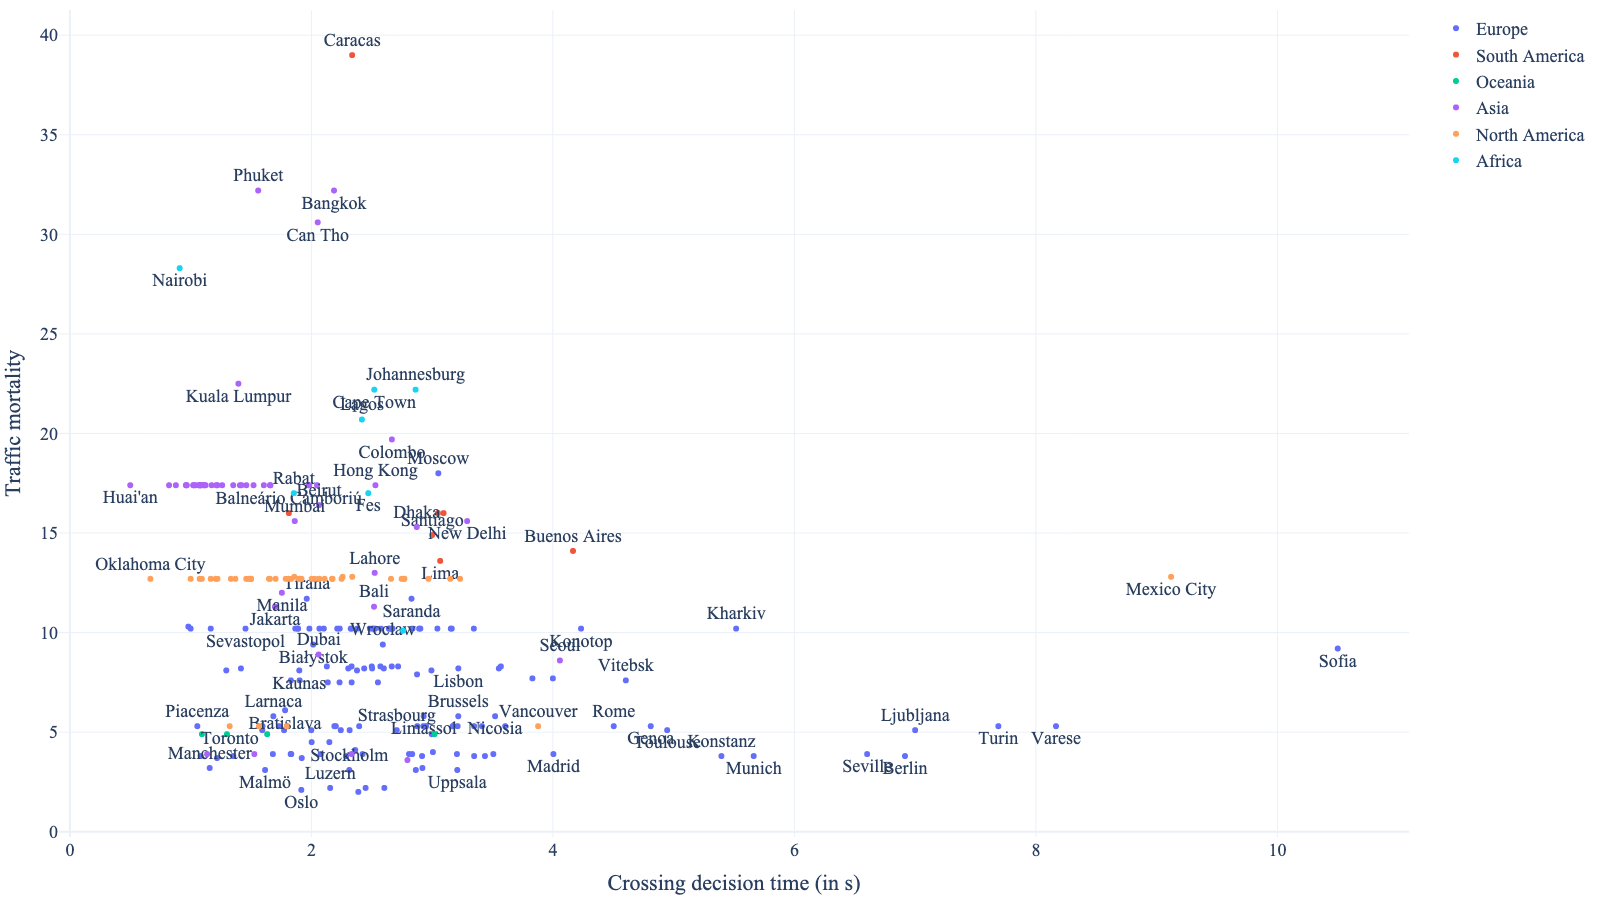 40
35
30
25
20
15
10
5
0
Traffic mortality
0
2
4
6
8
10
Crossing decision time (in s)
Europe
South America
Oceania
Asia
North America
Africa
Caracas
Phuket
Bangkok
Can Tho
Nairobi
Johannesburg
Kuala Lumpur
Cape Town
Lagos
Colombo
Moscow
Hong Kong
Rabat
Beirut
Huai'an
Balneário Camboriú
Mumbai
Fes
Dhaka
Santiago
New Delhi
Buenos Aires
Lahore
Oklahoma City
Lima
Tirana
Mexico City
Bali
Manila
Saranda
Kharkiv
Jakarta
Wrocław
Sevastopol
Dubai
Konotop
Seoul
Białystok
Sofia
Vitebsk
Kaunas
Lisbon
Larnaca
Brussels
Piacenza
Strasbourg
Vancouver
Rome
Ljubljana
Bratislava
Limassol
Nicosia
Toronto
Genoa
Toulouse
Konstanz
Turin
Varese
Manchester
Stockholm
Madrid
Munich
Seville
Berlin
Luzern
Malmö
Uppsala
Oslo